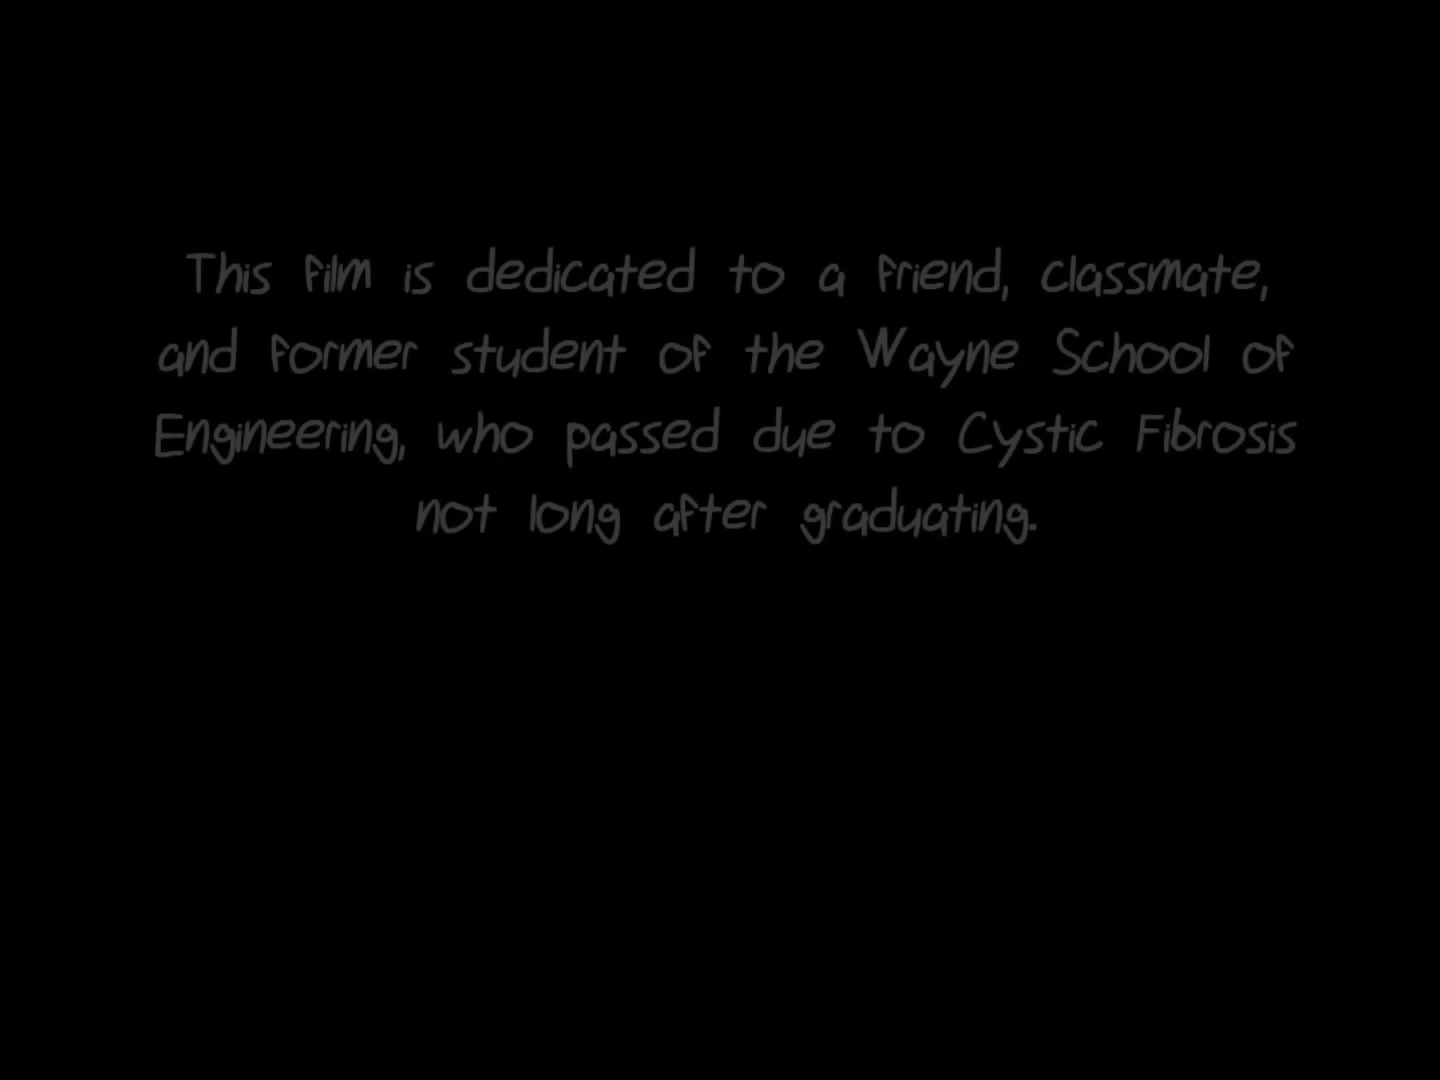 This film is dedicated to a friend, classmate,
and former student of the Wayne School of
Engineering, who passed due to Cystic Fibrosis
not long after graduating.